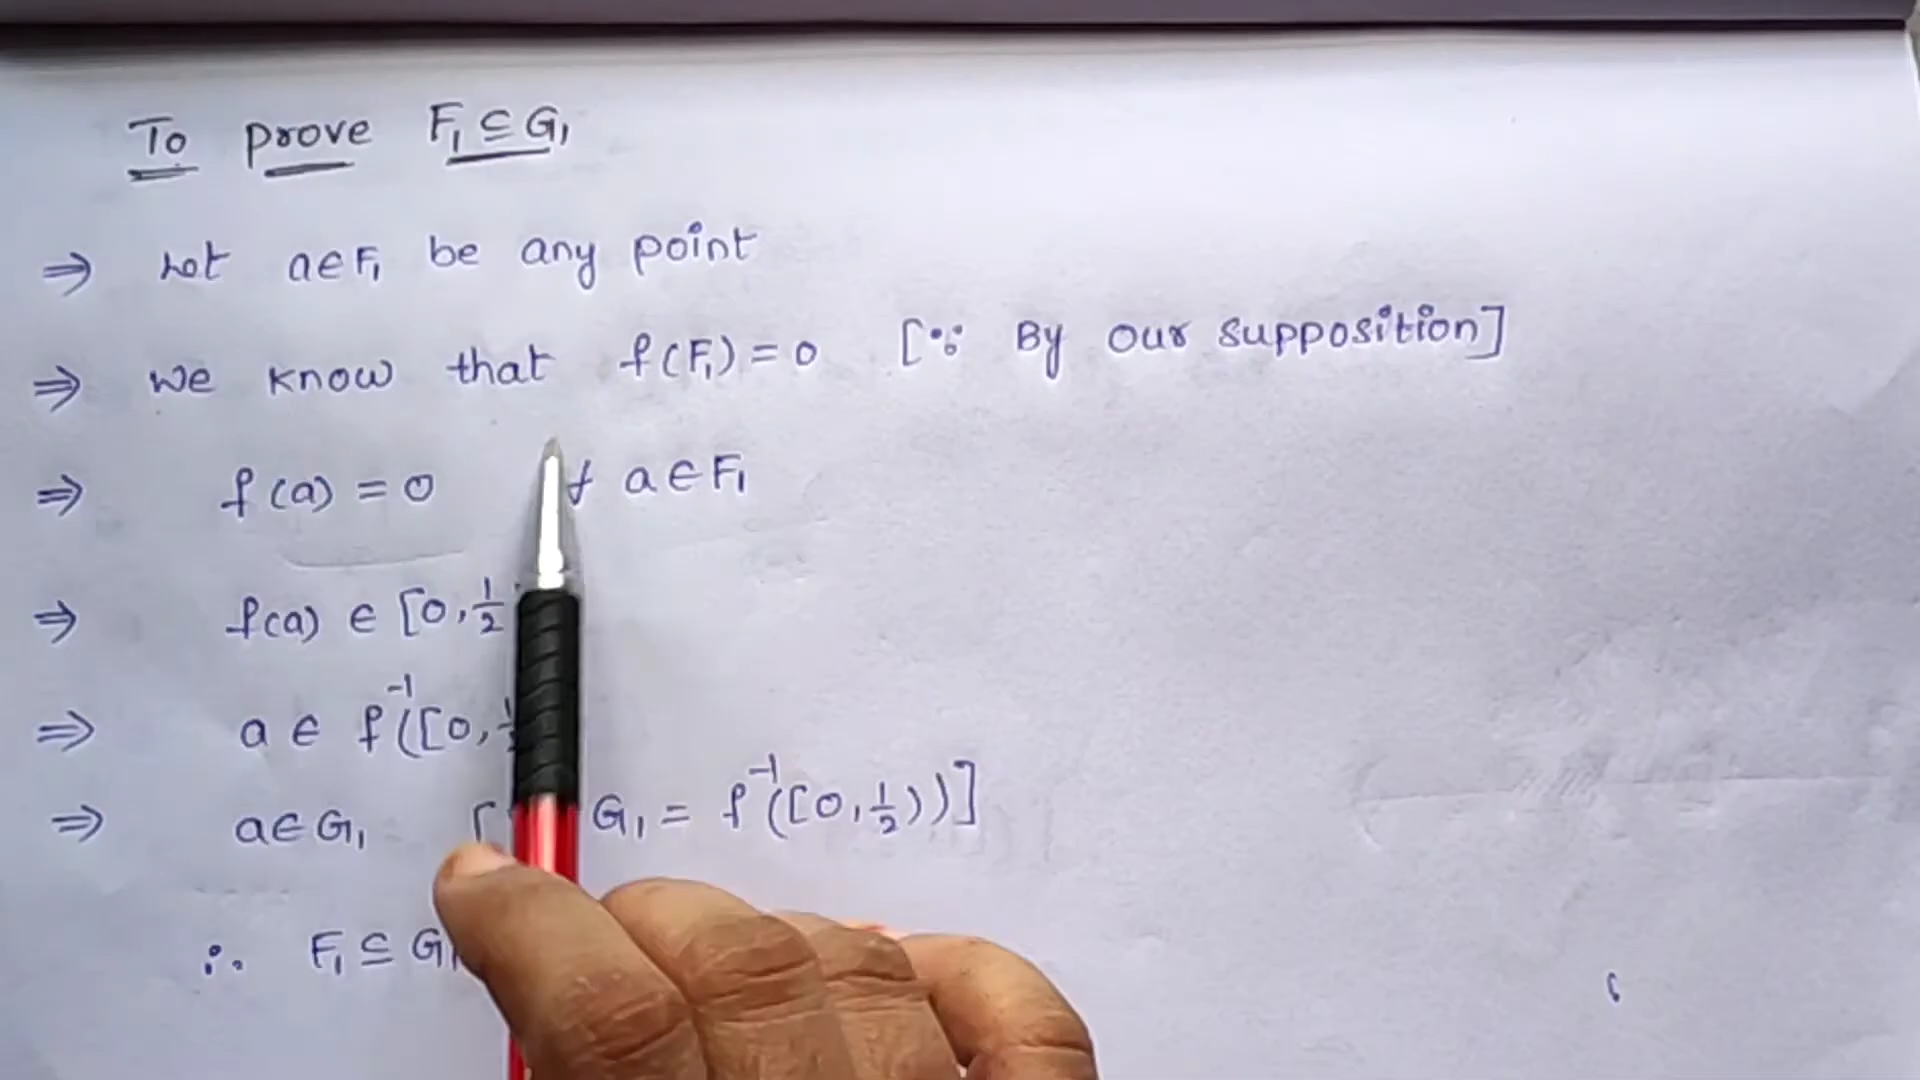 To prove F₁ ⊆ G₁
⇒ Let a∈F₁ be any point
⇒ We know that f(F₁) = 0 [∵ By our supposition]
⇒ f(a) = 0 ∀ a∈F₁
⇒ f(a) ∈ [0, 1/2
⇒ a ∈ f⁻¹([0,
⇒ a∈G₁ [ G₁ = f⁻¹([0, 1/2))]
∴ F₁ ⊆ G₁